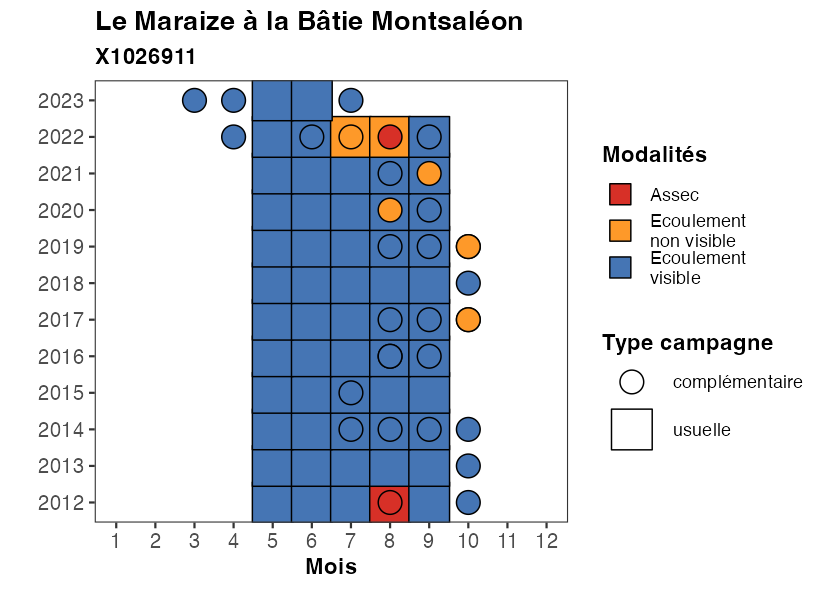 Le Maraize à la Bâtie Montsaléon
X1026911
2023
2022
2021
2020
2019
2018
2017
2016
2015
2014
2013
2012
1 2 3 4 5 6 7 8 9 10 11 12
Mois
Modalités
Assec
Ecoulement
non visible
Ecoulement
visible
Type campagne
complémentaire
usuelle